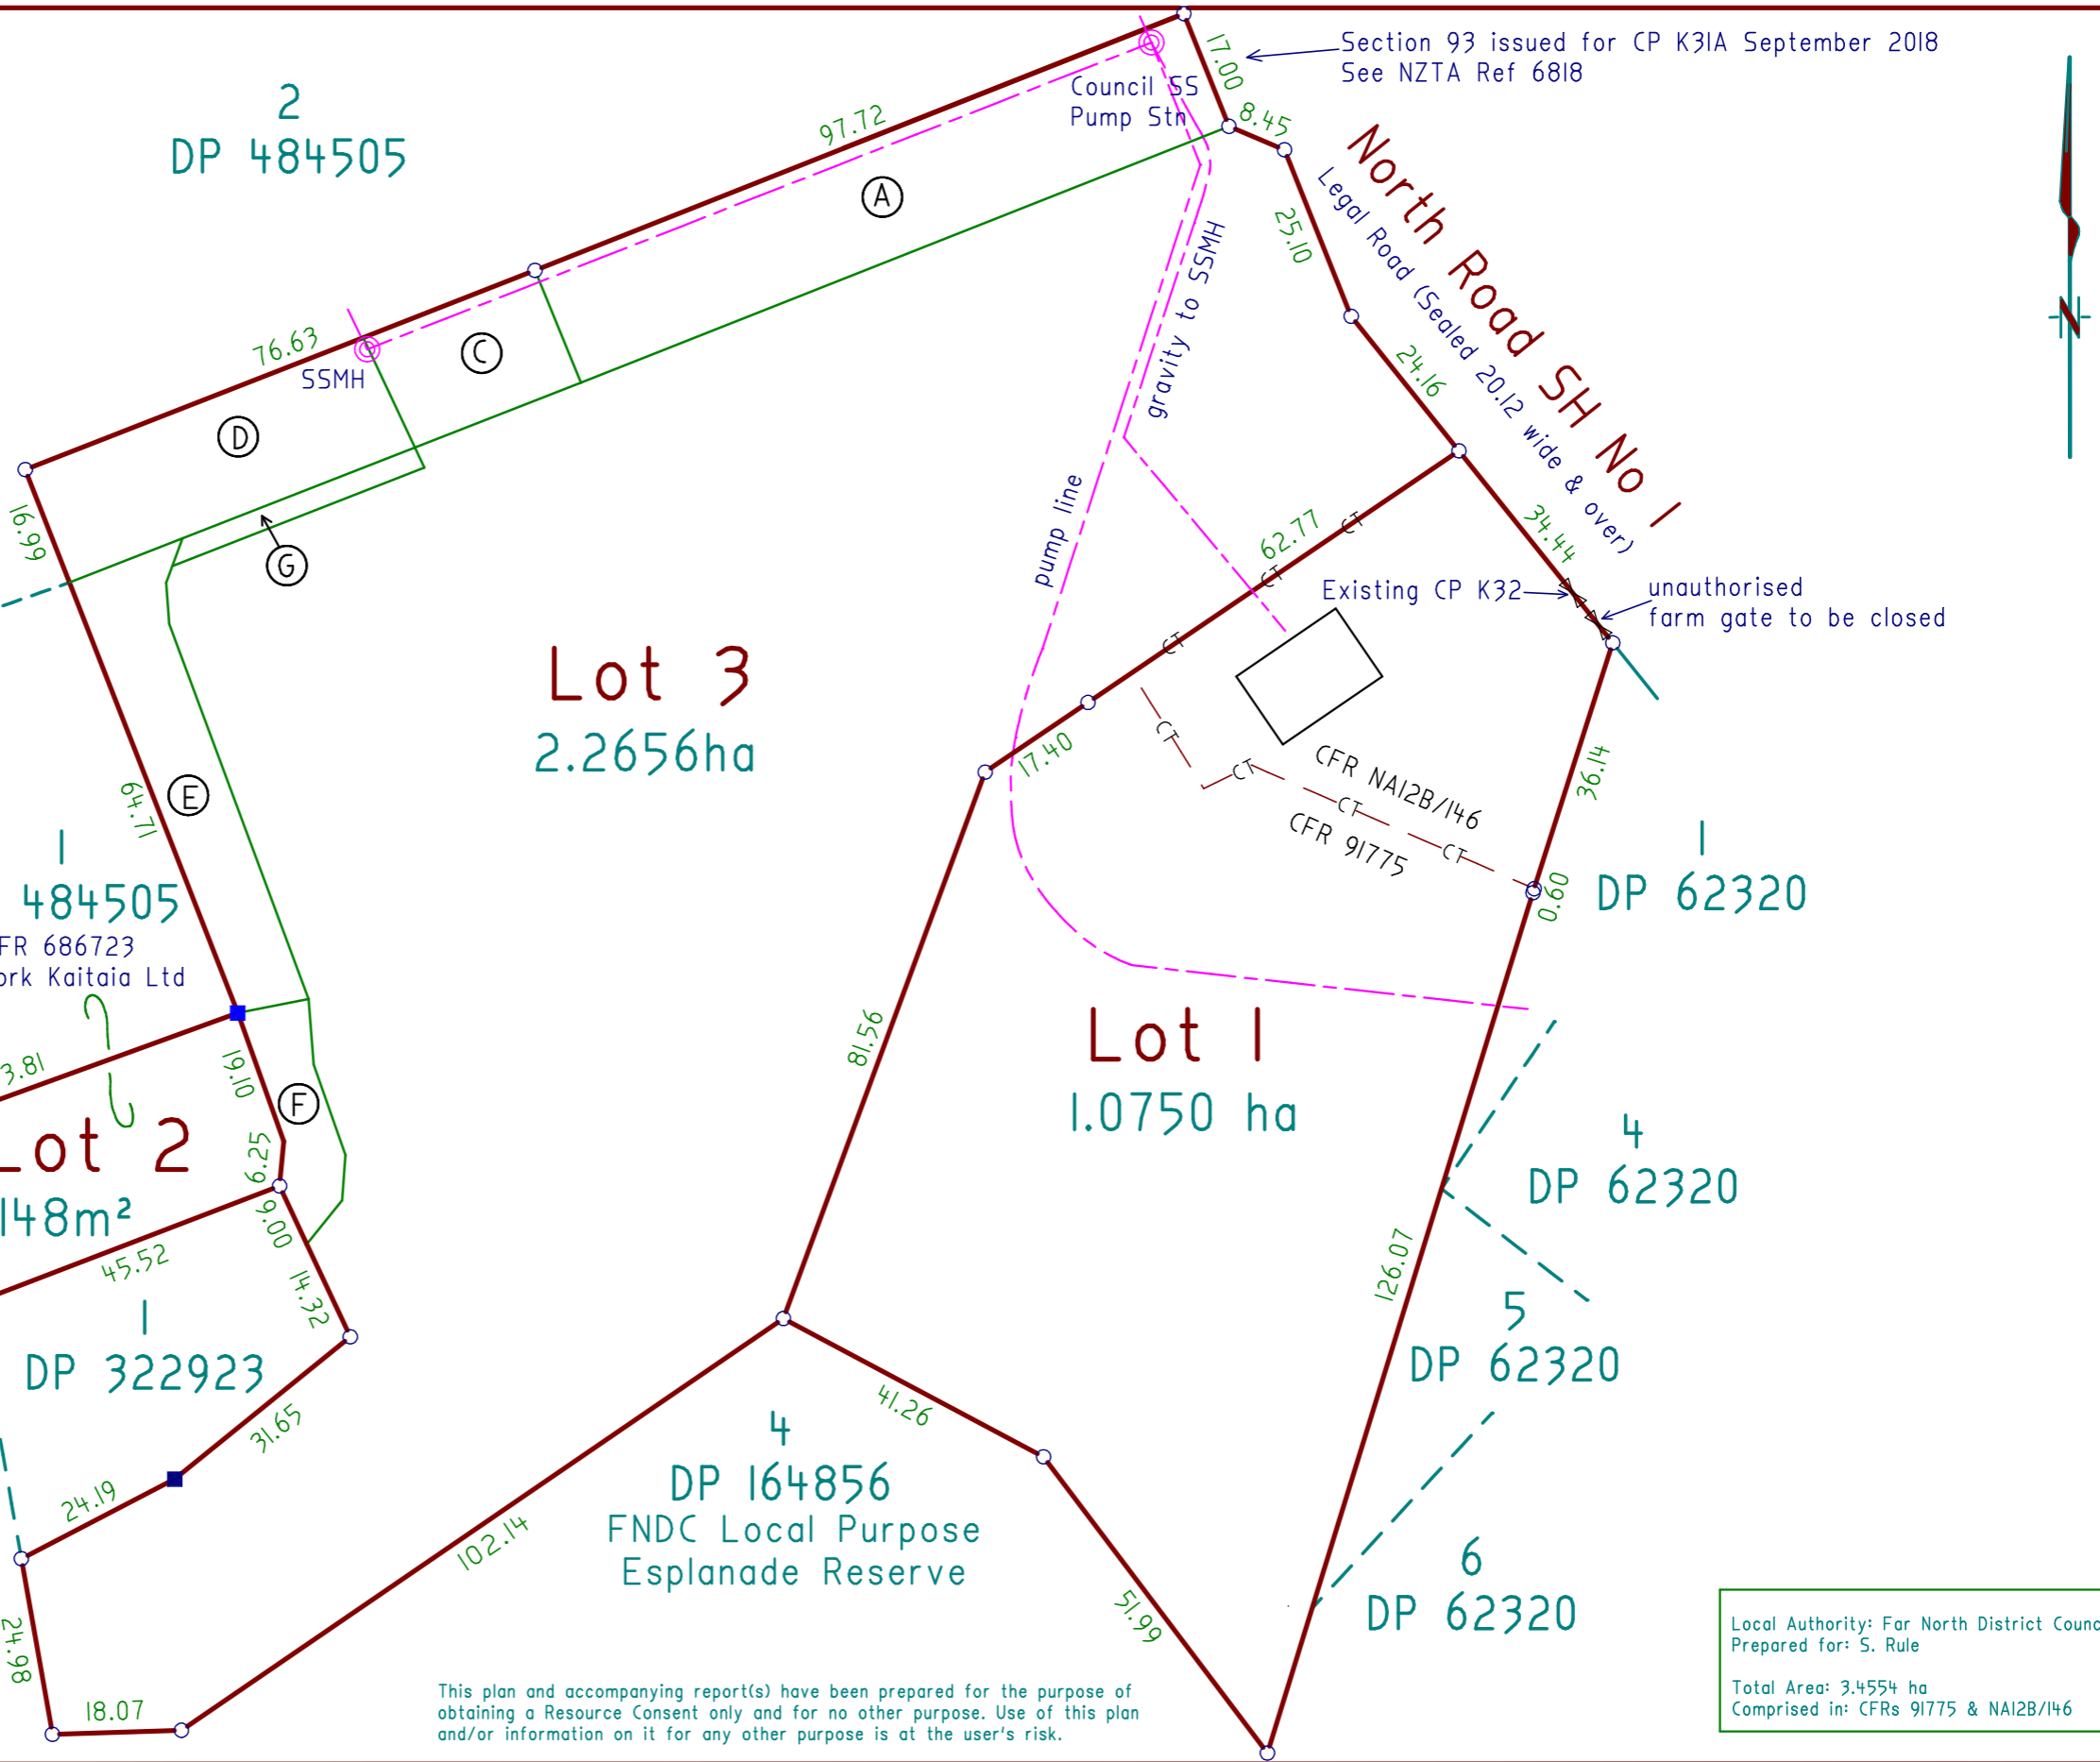 Section 93 issued for CP K31A September 2018
See NZTA Ref 6818
2
DP 484505
97.72
17.00
8.45
Council SS
Pump Stn
A
25.10
North Road SH No 1
Legal Road (Sealed 20.12 wide & over)
24.16
34.44
N
76.63
SSMH
C
D
gravity to SSMH
pump line
16.99
G
62.77
CT
CT
CT
Existing CP K32
unauthorised
farm gate to be closed
Lot 3
2.2656ha
17.40
CT
CT
CT
CT
CFR NA12B/146
CFR 91775
36.14
0.60
1
DP 62320
64.71
E
1
484505
FR 686723
ork Kaitaia Ltd
3.81
19.10
F
Lot 2
148m²
6.25
9.00
45.52
14.32
81.56
Lot 1
1.0750 ha
4
DP 62320
126.07
5
DP 62320
1
DP 322923
31.65
24.19
24.98
18.07
102.14
41.26
51.99
4
DP 164856
FNDC Local Purpose
Esplanade Reserve
6
DP 62320
This plan and accompanying report(s) have been prepared for the purpose of
obtaining a Resource Consent only and for no other purpose. Use of this plan
and/or information on it for any other purpose is at the user's risk.
Local Authority: Far North District Counc
Prepared for: S. Rule
Total Area: 3.4554 ha
Comprised in: CFRs 91775 & NA12B/146